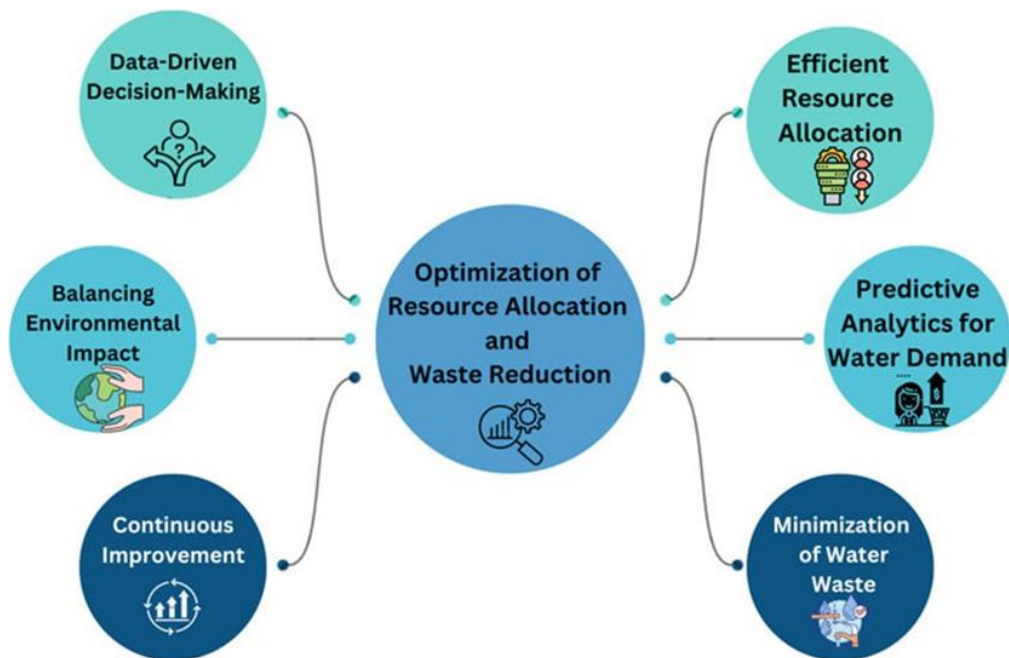 Data-Driven
Decision-Making
?
Efficient
Resource
Allocation
Optimization of
Resource Allocation
and
Waste Reduction
Balancing
Environmental
Impact
Predictive
Analytics for
Water Demand
$
Continuous
Improvement
Minimization
of Water
Waste